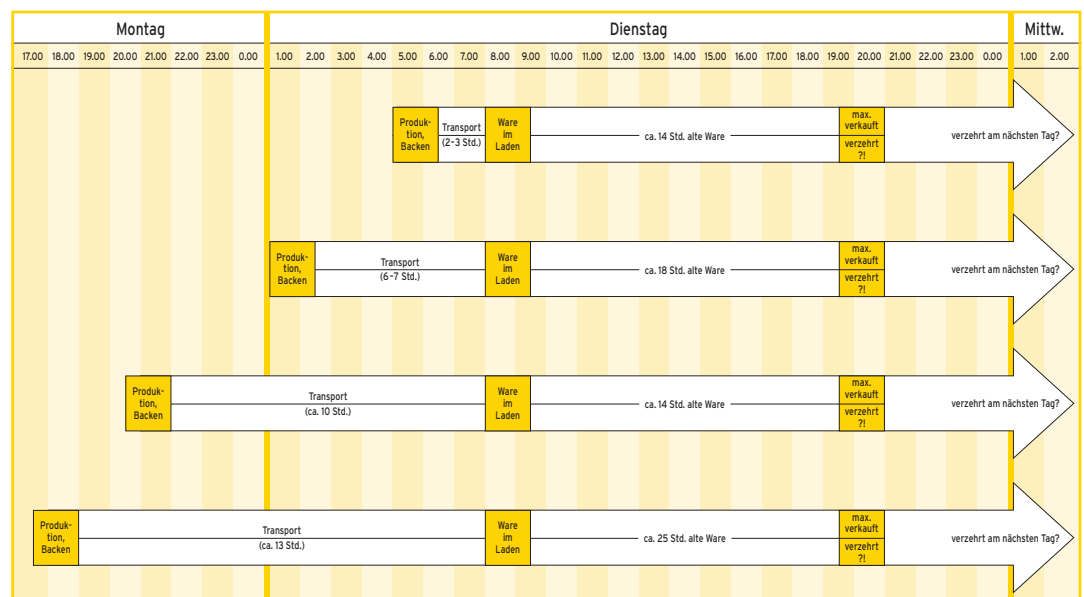 Montag Dienstag Mittw.
17.00 18.00 19.00 20.00 21.00 22.00 23.00 0.00 1.00 2.00 3.00 4.00 5.00 6.00 7.00 8.00 9.00 10.00 11.00 12.00 13.00 14.00 15.00 16.00 17.00 18.00 19.00 20.00 21.00 22.00 23.00 0.00 1.00 2.00
Produk-
tion,
Backen
Transport
(2-3 Std.)
Ware
im
Laden
ca. 14 Std. alte Ware
max.
verkauft
verzehrt
?!
verzehrt am nächsten Tag?
Produk-
tion,
Backen
Transport
(6-7 Std.)
Ware
im
Laden
ca. 18 Std. alte Ware
max.
verkauft
verzehrt
?!
verzehrt am nächsten Tag?
Produk-
tion,
Backen
Transport
(ca. 10 Std.)
Ware
im
Laden
ca. 14 Std. alte Ware
max.
verkauft
verzehrt
?!
verzehrt am nächsten Tag?
Produk-
tion,
Backen
Transport
(ca. 13 Std.)
Ware
im
Laden
ca. 25 Std. alte Ware
max.
verkauft
verzehrt
?!
verzehrt am nächsten Tag?